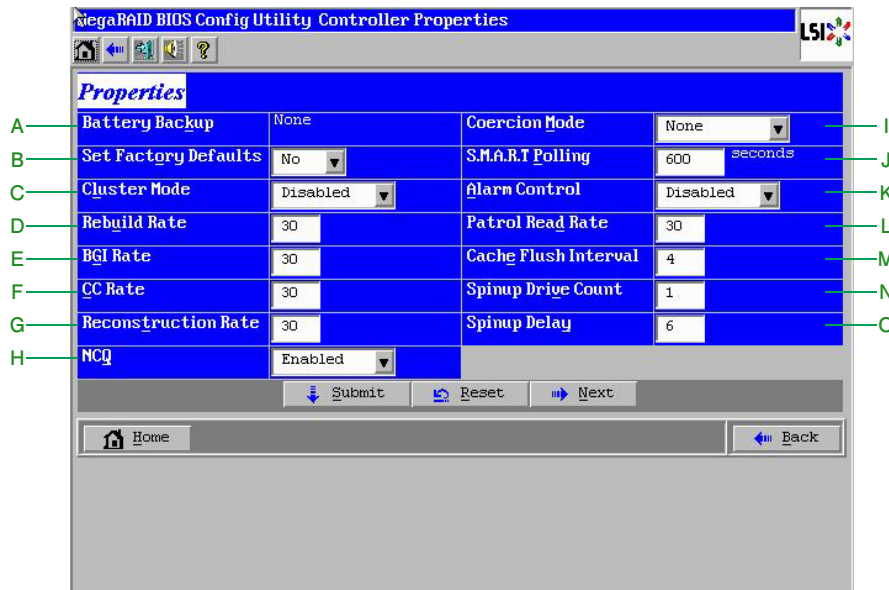 MegaRAID BIOS Config Utility Controller Properties
LSI
Properties
A Battery Backup None Coercion Mode None I
B Set Factory Defaults No S.M.A.R.T Polling 600 seconds J
C Cluster Mode Disabled Alarm Control Disabled K
D Rebuild Rate 30 Patrol Read Rate 30 L
E BGI Rate 30 Cache Flush Interval 4 M
F CC Rate 30 Spinup Drive Count 1 N
G Reconstruction Rate 30 Spinup Delay 6 O
H NCQ Enabled
Submit Reset Next
Home Back